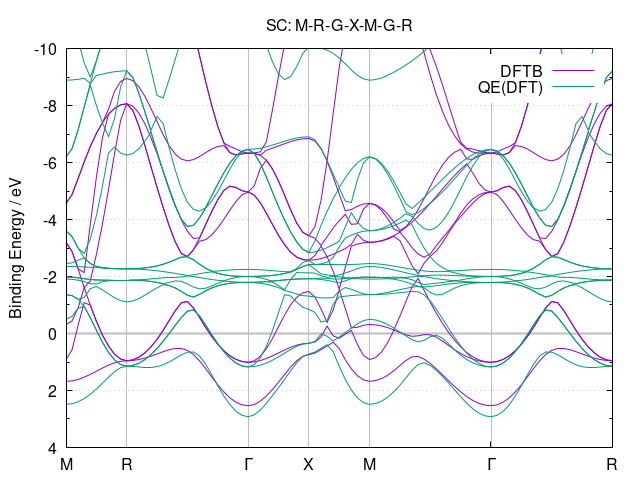 SC: M-R-G-X-M-G-R
DFTB
QE(DFT)
Binding Energy / eV
-10
-8
-6
-4
-2
0
2
4
M R Γ X M Γ R